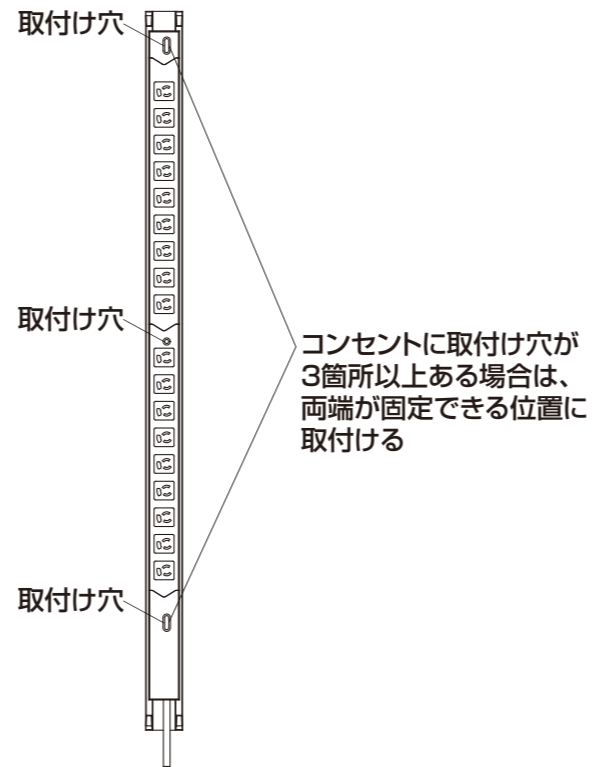 取付け穴
取付け穴
コンセントに取付け穴が
3箇所以上ある場合は、
両端が固定できる位置に
取付ける
取付け穴